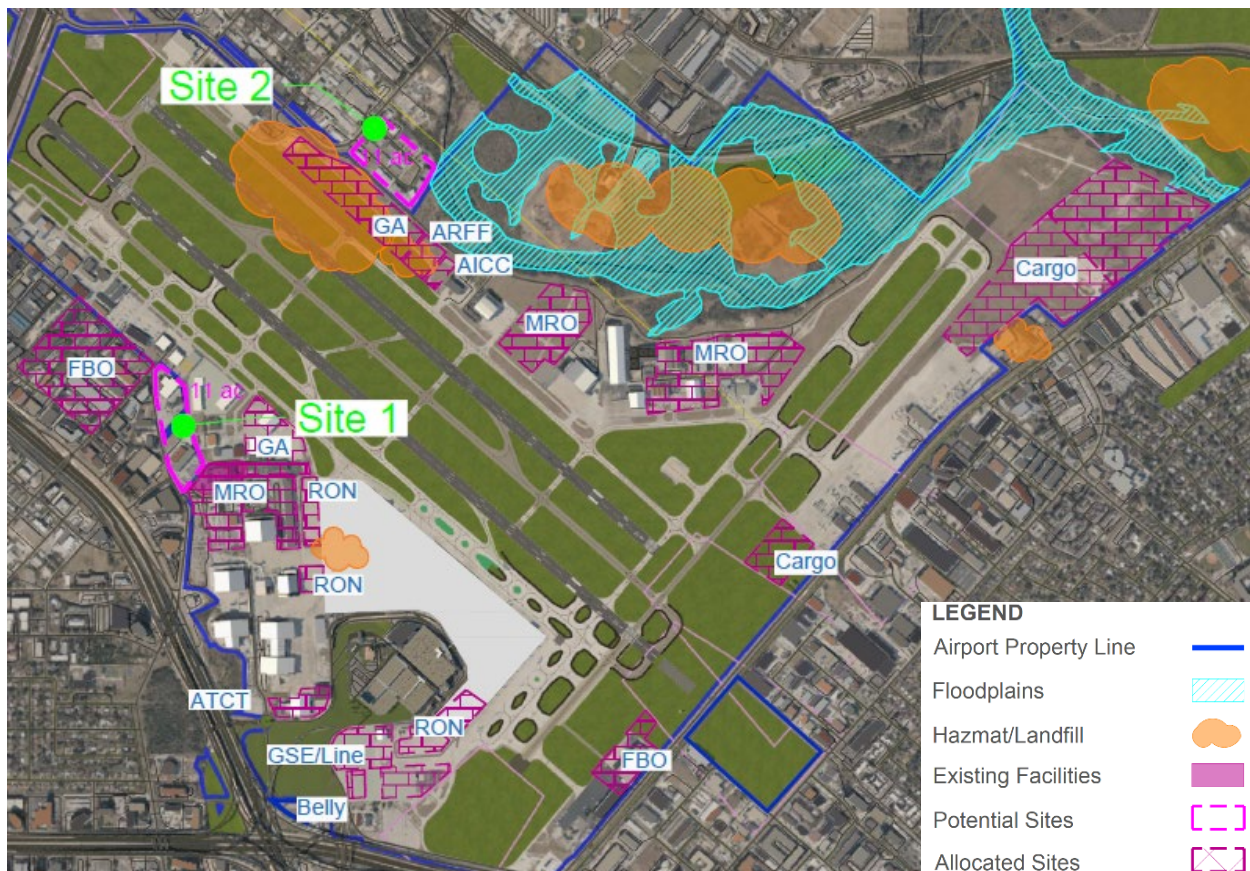 Site 2
11 ac
GA
ARFF
AICC
Cargo
MRO
MRO
FBO
11 ac
Site 1
GA
MRO
RON
Cargo
RON
ATCT
RON
GSE/Line
FBO
Belly
LEGEND
Airport Property Line
Floodplains
Hazmat/Landfill
Existing Facilities
Potential Sites
Allocated Sites